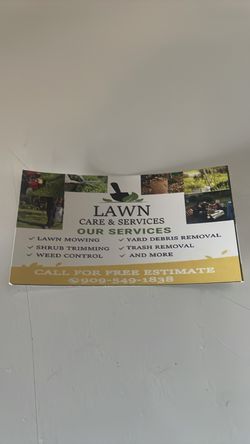 LAWN
CARE & SERVICES
OUR SERVICES
✓ LAWN MOWING ✓ YARD DEBRIS REMOVAL
✓ SHRUB TRIMMING ✓ TRASH REMOVAL
✓ WEED CONTROL ✓ AND MORE
CALL FOR FREE ESTIMATE
909-549-1838